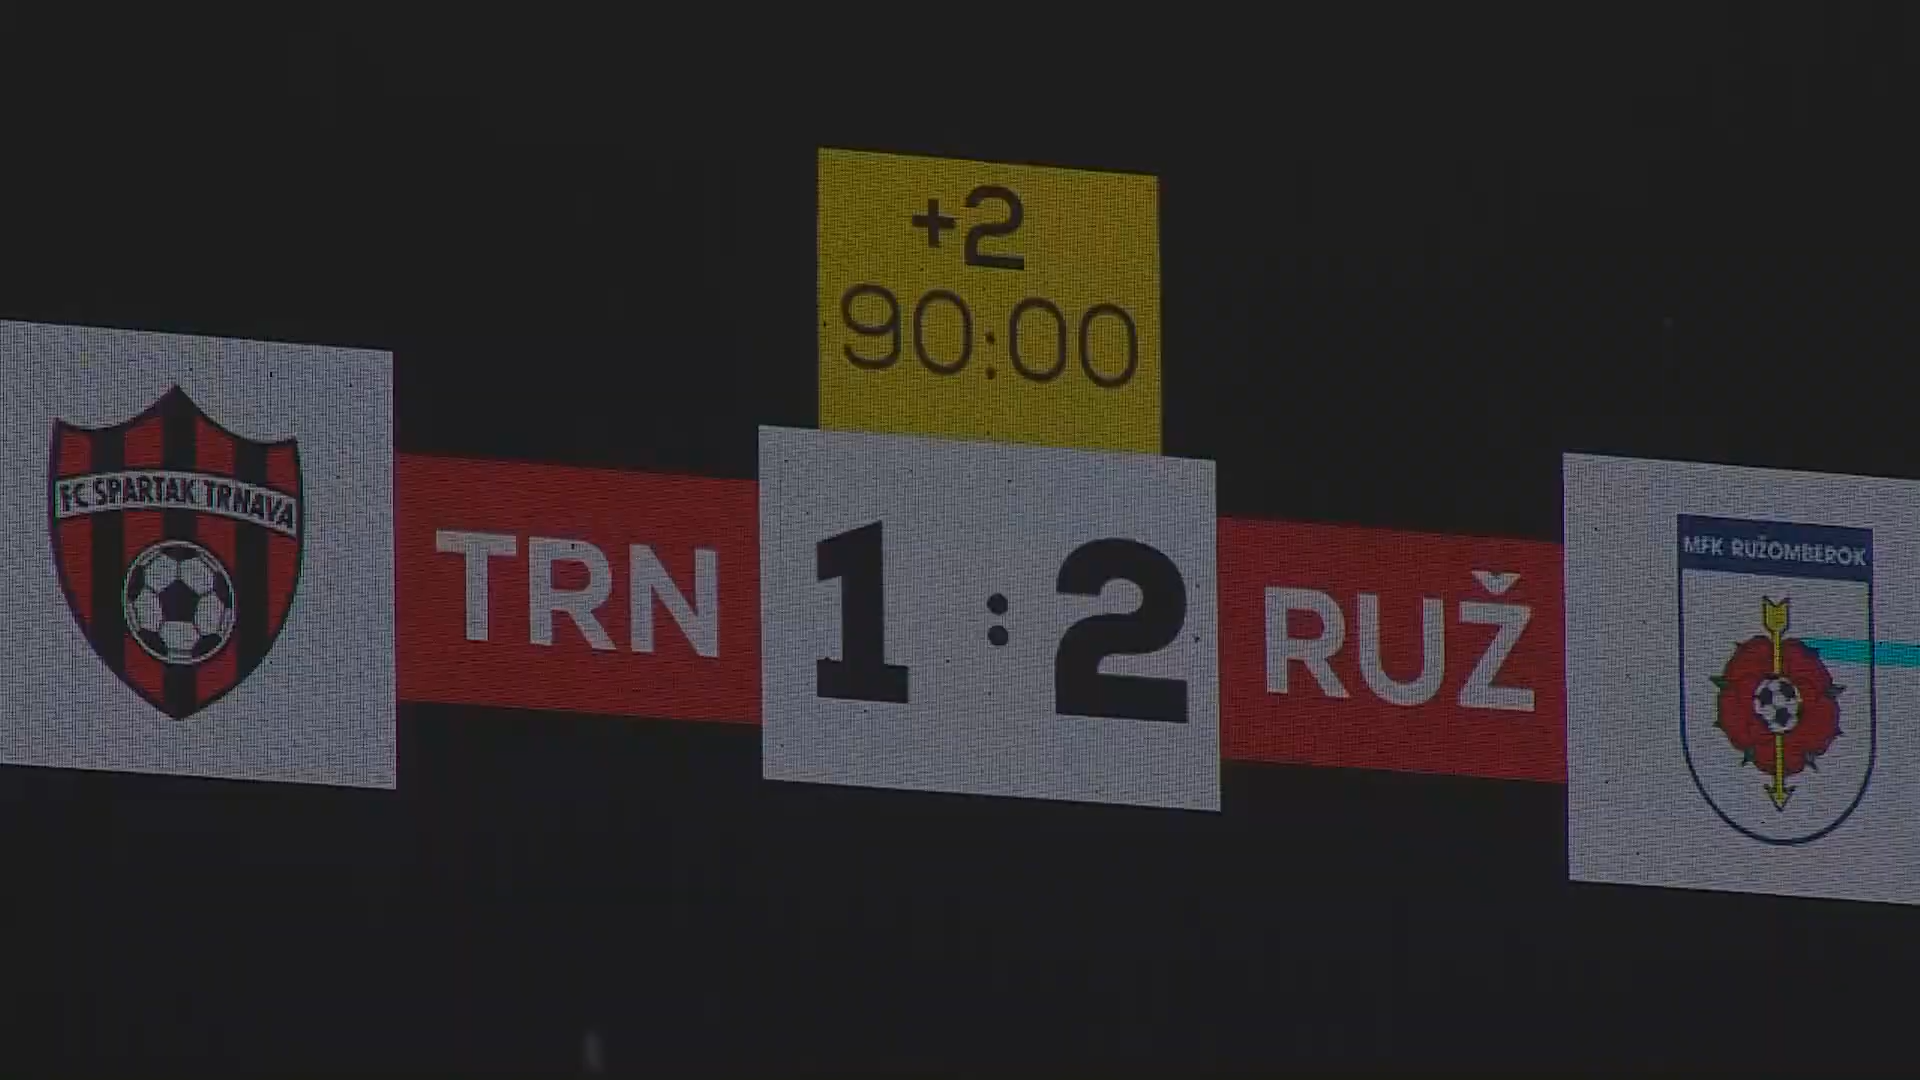 +2
90:00
FC SPARTAK TRNAVA
TRN
1 : 2
RUŽ
MFK RUŽOMBEROK